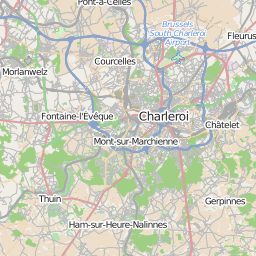 Pont-à-Celles
Brussels
South Charleroi
Airport
Fleurus
Courcelles
Morlanwelz
Fontaine-l'Évêque
Charleroi
Châtelet
Mont-sur-Marchienne
Thuin
Gerpinnes
Ham-sur-Heure-Nalinnes